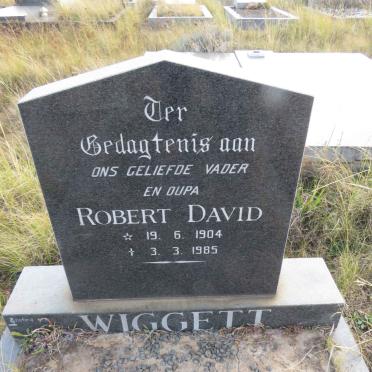 Ter
Gedagtenis aan
ONS GELIEFDE VADER
EN OUPA
ROBERT DAVID
☆ 19. 6. 1904
† 3. 3. 1985
WIGGETT